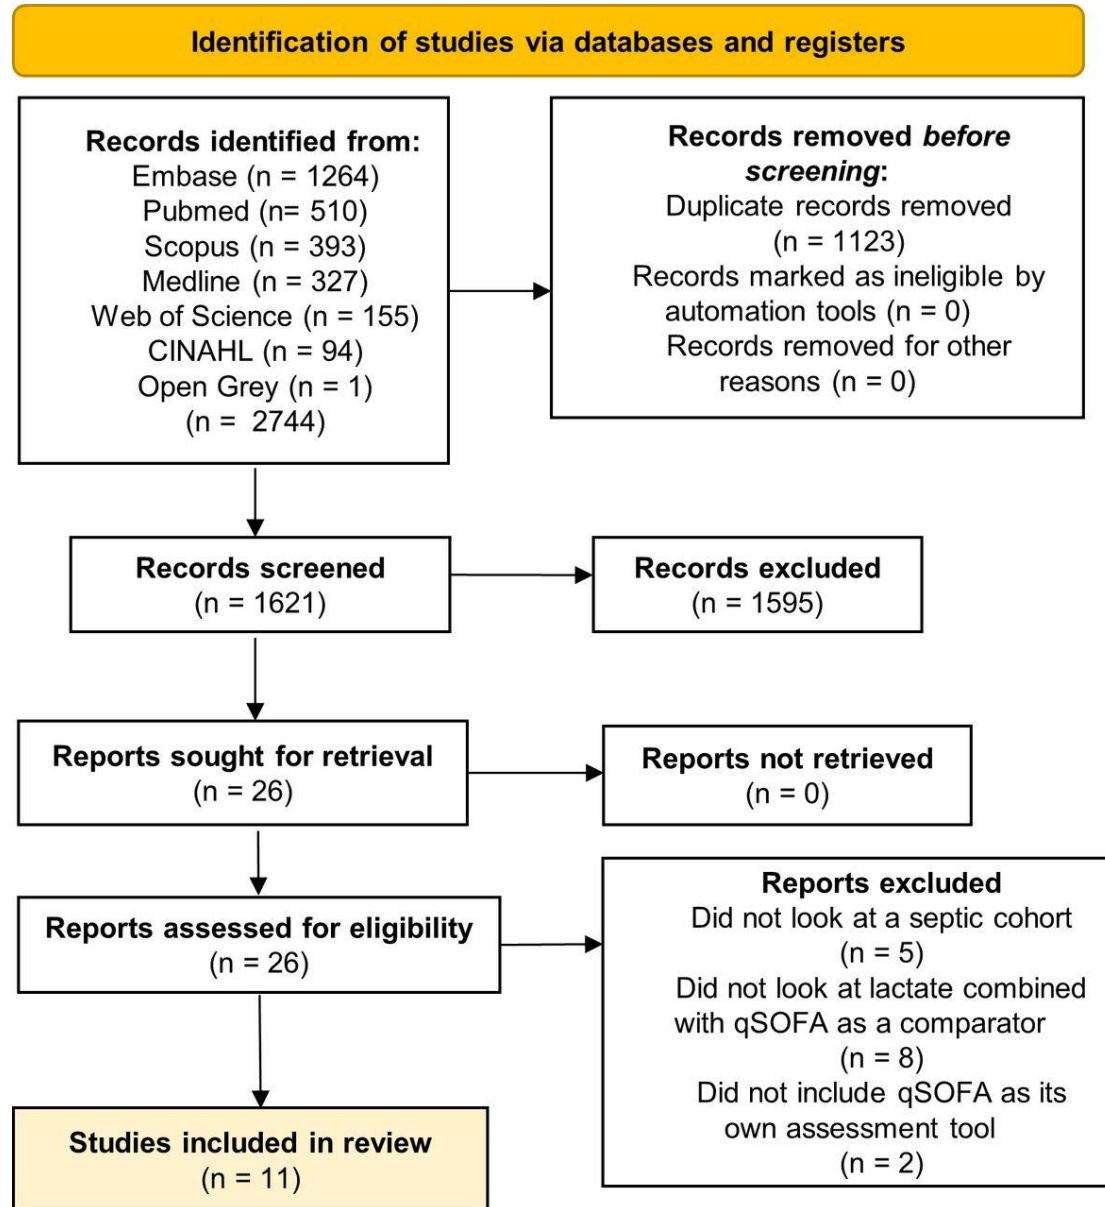 Identification of studies via databases and registers
Records identified from:
Embase (n = 1264)
Pubmed (n= 510)
Scopus (n = 393)
Medline (n = 327)
Web of Science (n = 155)
CINAHL (n = 94)
Open Grey (n = 1)
(n =  2744)
Records removed before
screening:
Duplicate records removed
(n = 1123)
Records marked as ineligible by
automation tools (n = 0)
Records removed for other
reasons (n = 0)
Records screened
(n = 1621)
Records excluded
(n = 1595)
Reports sought for retrieval
(n = 26)
Reports not retrieved
(n = 0)
Reports assessed for eligibility
(n = 26)
Reports excluded
Did not look at a septic cohort
(n = 5)
Did not look at lactate combined
with qSOFA as a comparator
(n = 8)
Did not include qSOFA as its
own assessment tool
(n = 2)
Studies included in review
(n = 11)